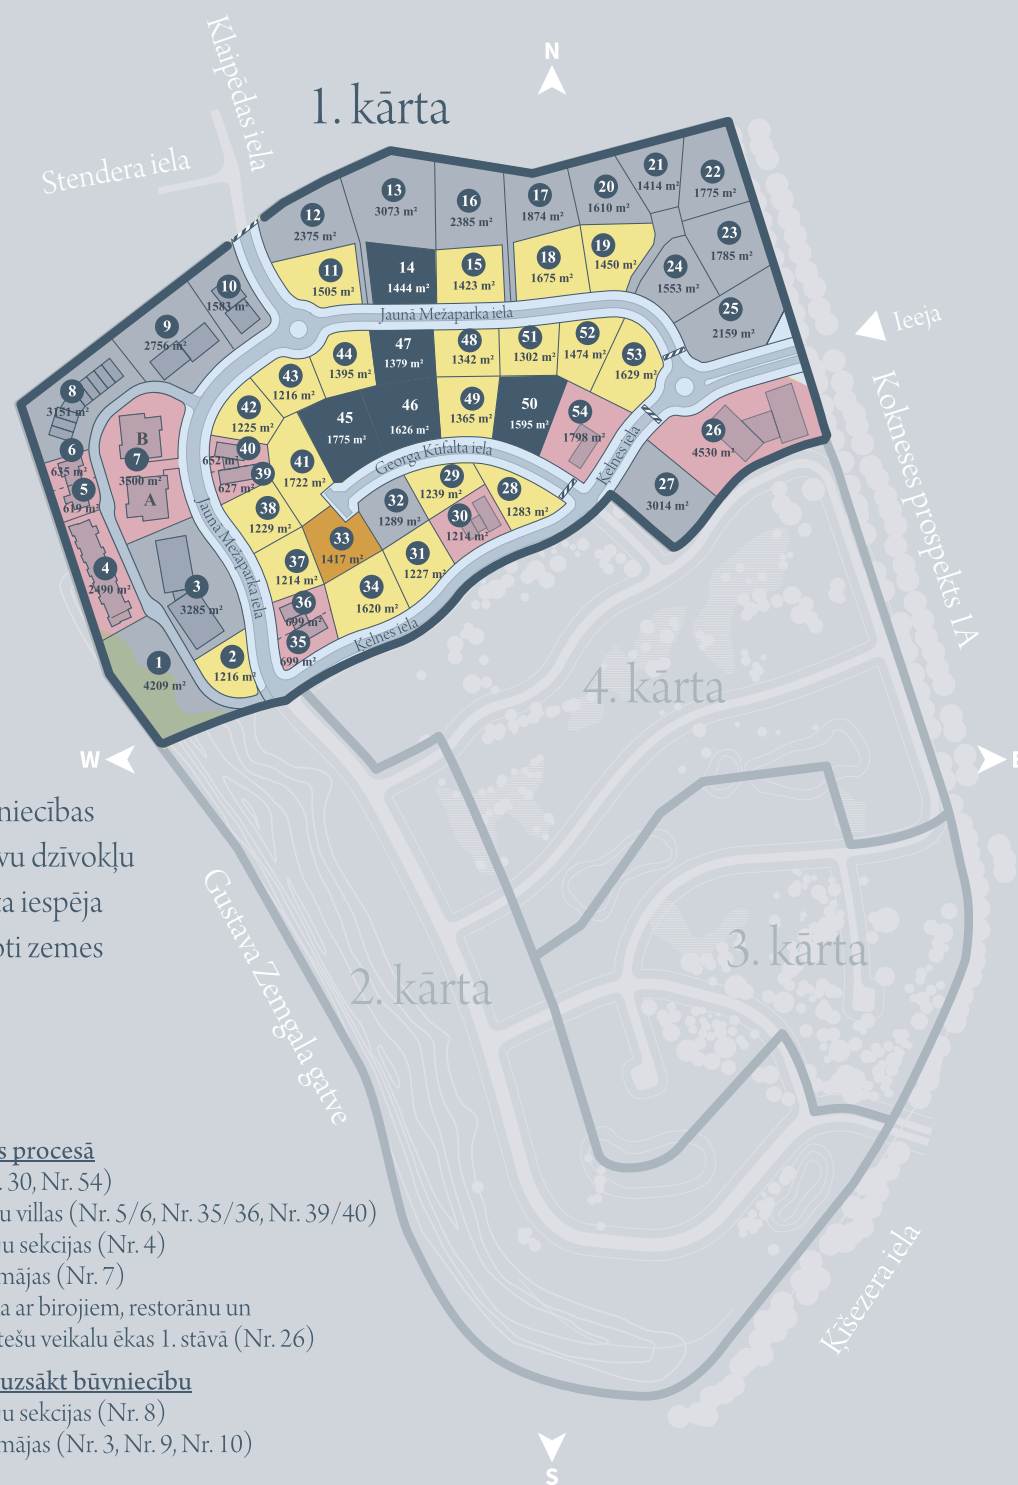 Klaipēdas iela
N
1. kārta
Stendera iela
12
2375 m²
13
3073 m²
16
2385 m²
17
1874 m²
20
1610 m²
21
1414 m²
22
1775 m²
23
1785 m²
11
1505 m²
14
1444 m²
15
1423 m²
18
1675 m²
19
1450 m²
24
1553 m²
25
2159 m²
10
1583 m²
9
2756 m²
Jaunā Mežaparka iela
Ieeja
44
1395 m²
47
1379 m²
48
1342 m²
51
1302 m²
52
1474 m²
53
1629 m²
43
1216 m²
8
3151 m²
42
1225 m²
45
1775 m²
46
1626 m²
49
1365 m²
50
1595 m²
54
1798 m²
26
4530 m²
Kokneses prospekts 1A
B
7
3500 m²
A
6
635 m²
5
619 m²
40
652 m²
39
627 m²
41
1722 m²
Georga Kūfalta iela
Ķelnes iela
27
3014 m²
38
1229 m²
32
1289 m²
29
1239 m²
28
1283 m²
30
1214 m²
33
1417 m²
31
1227 m²
Jaunā Mežaparka iela
4
2490 m²
3
3285 m²
37
1214 m²
34
1620 m²
36
699 m²
35
699 m²
Ķelnes iela
1
4209 m²
2
1216 m²
4. kārta
W
E
niecības
vu dzīvokļu
ta iespēja
pti zemes
Gustava Zemgala gatve
2. kārta
3. kārta
s procesā
. 30, Nr. 54)
u villas (Nr. 5/6, Nr. 35/36, Nr. 39/40)
ju sekcijas (Nr. 4)
mājas (Nr. 7)
a ar birojiem, restorānu un
tešu veikalu ēkas 1. stāvā (Nr. 26)
uzsākt būvniecību
ju sekcijas (Nr. 8)
mājas (Nr. 3, Nr. 9, Nr. 10)
Ķīšezera iela
S